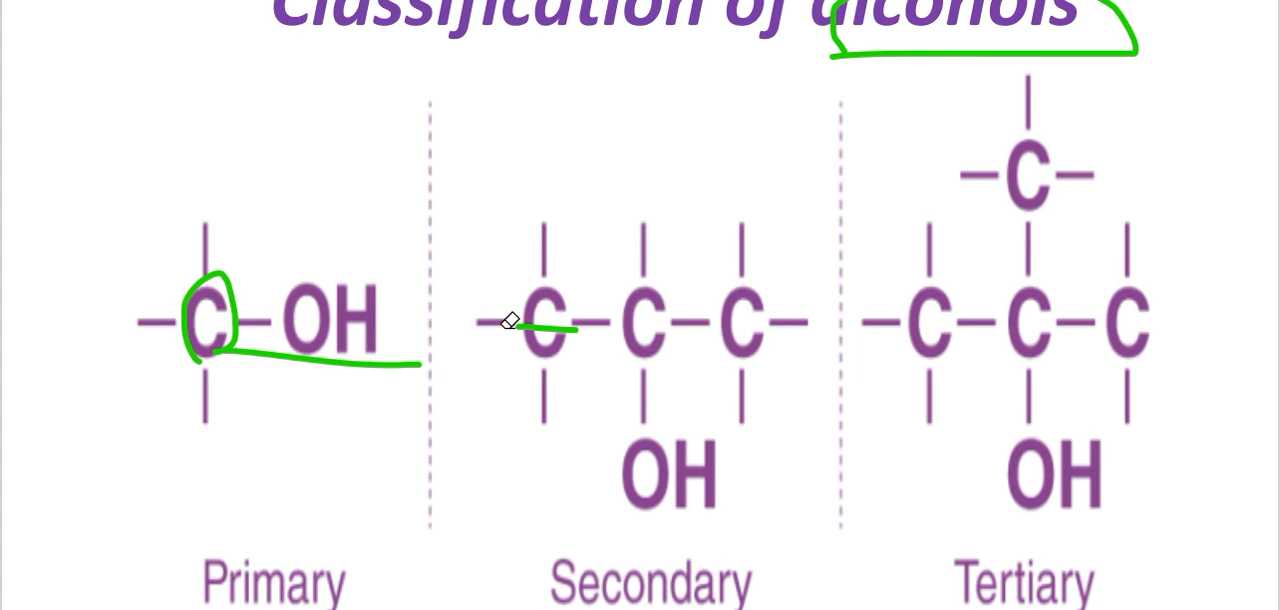 Classification of alcohols
C
C OH C C C C C C
OH OH
Primary Secondary Tertiary